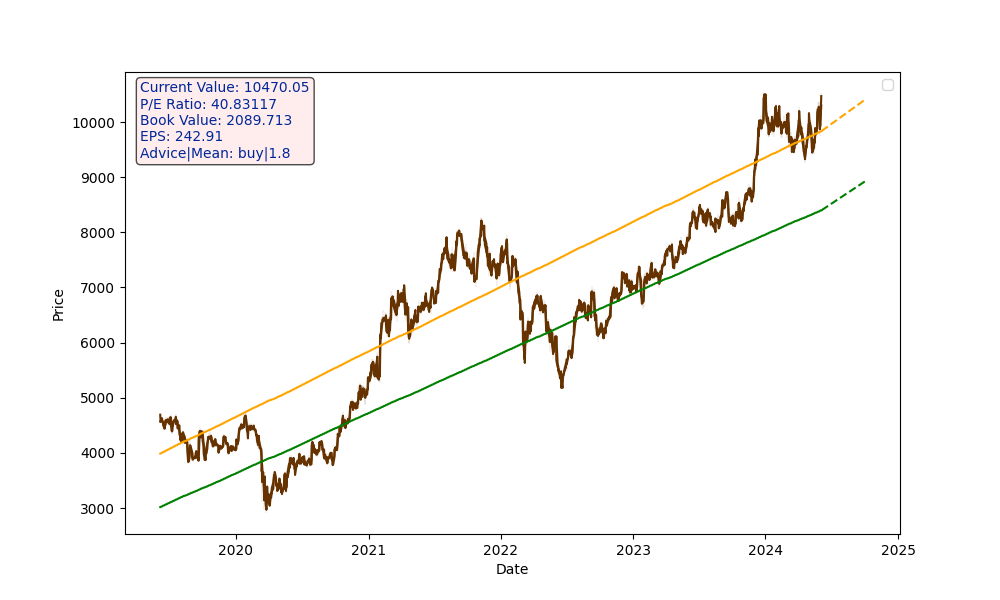 Current Value: 10470.05
P/E Ratio: 40.83117
Book Value: 2089.713
EPS: 242.91
Advice|Mean: buy|1.8
10000
9000
8000
7000
6000
5000
4000
3000
Price
2020 2021 2022 2023 2024 2025
Date